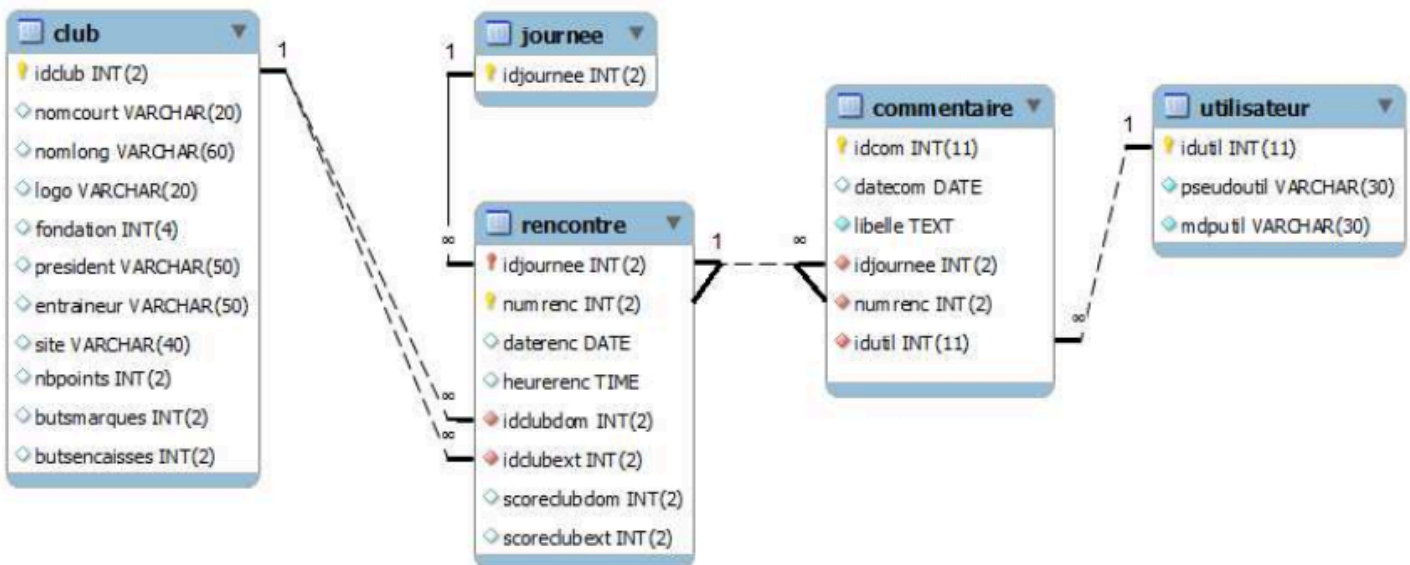 club
idclub INT(2)
nomcourt VARCHAR(20)
nomlong VARCHAR(60)
logo VARCHAR(20)
fondation INT(4)
president VARCHAR(50)
entraineur VARCHAR(50)
site VARCHAR(40)
nbpoints INT(2)
butsmarques INT(2)
butsencaisses INT(2)
1
∞
∞
journee
idjournee INT(2)
1
∞
rencontre
idjournee INT(2)
numrenc INT(2)
daterenc DATE
heurerenc TIME
idclubdom INT(2)
idclubext INT(2)
scoreclubdom INT(2)
scoreclubext INT(2)
1
∞
commentaire
idcom INT(11)
datecom DATE
libelle TEXT
idjournee INT(2)
numrenc INT(2)
idutil INT(11)
∞
1
utilisateur
idutil INT(11)
pseudoutil VARCHAR(30)
mdputil VARCHAR(30)